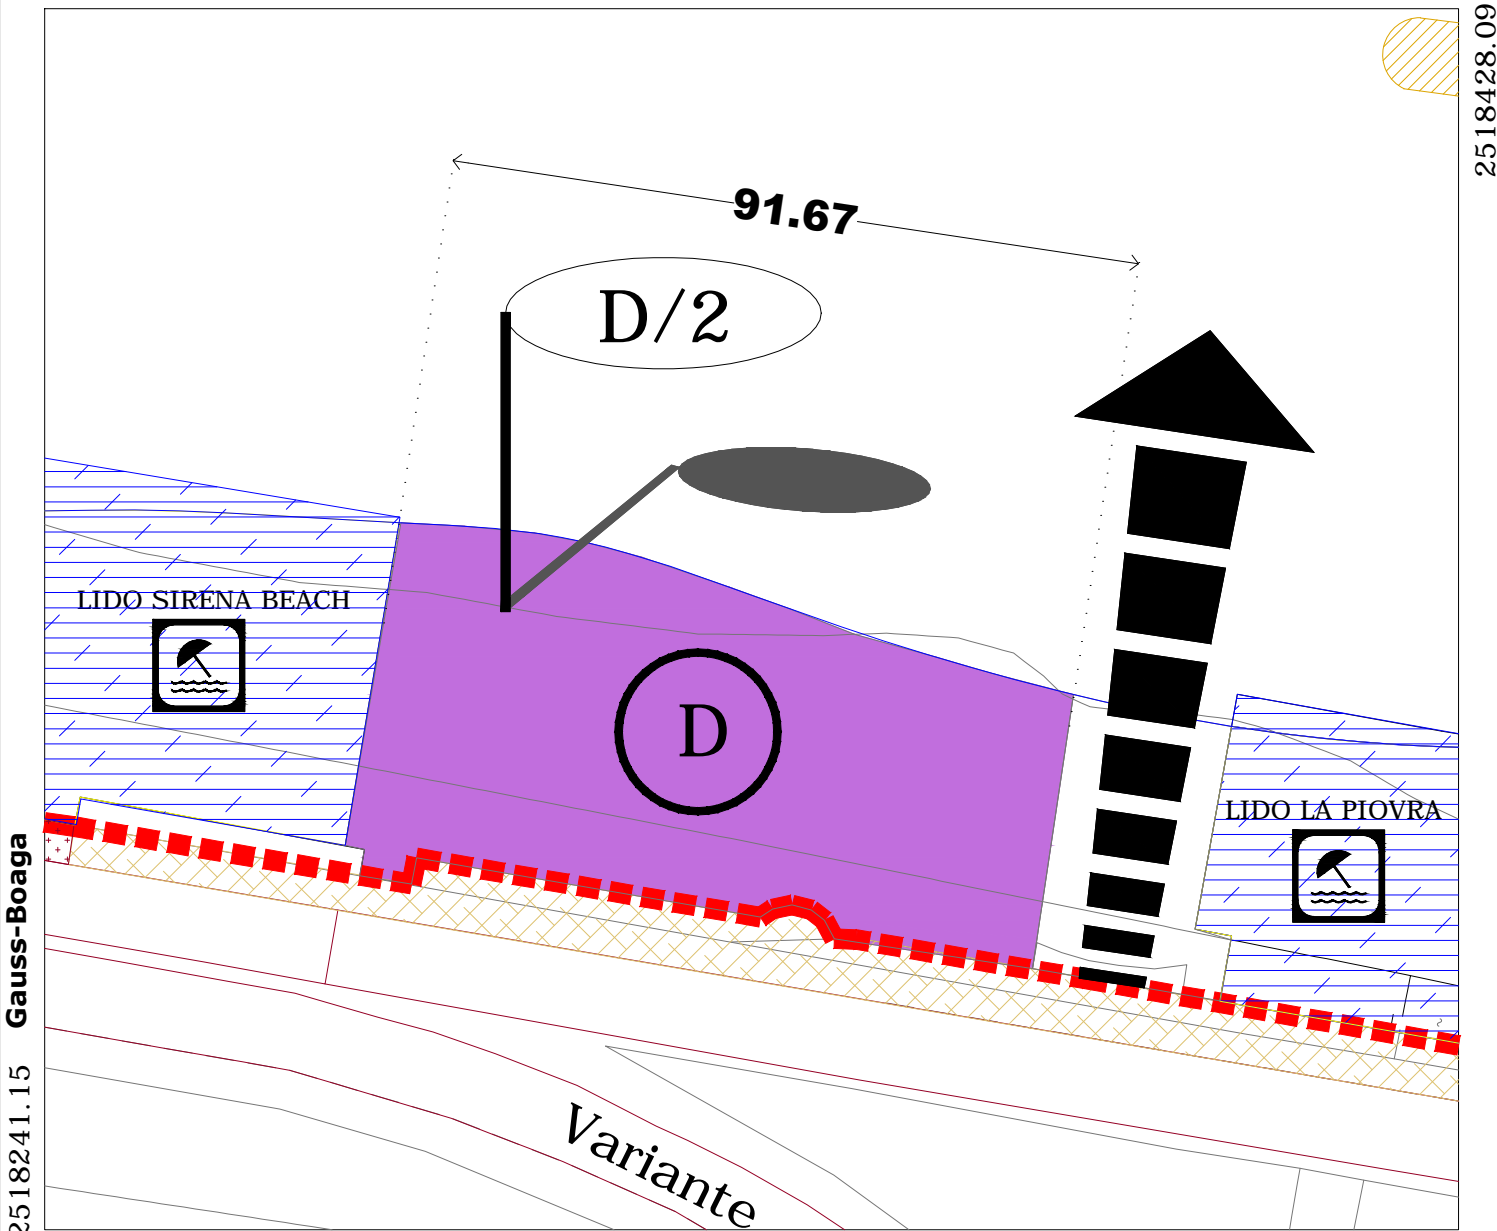 2518428.09
91.67
D/2
LIDO SIRENA BEACH
D
LIDO LA PIOVRA
Gauss-Boaga
2518241.15
Variante